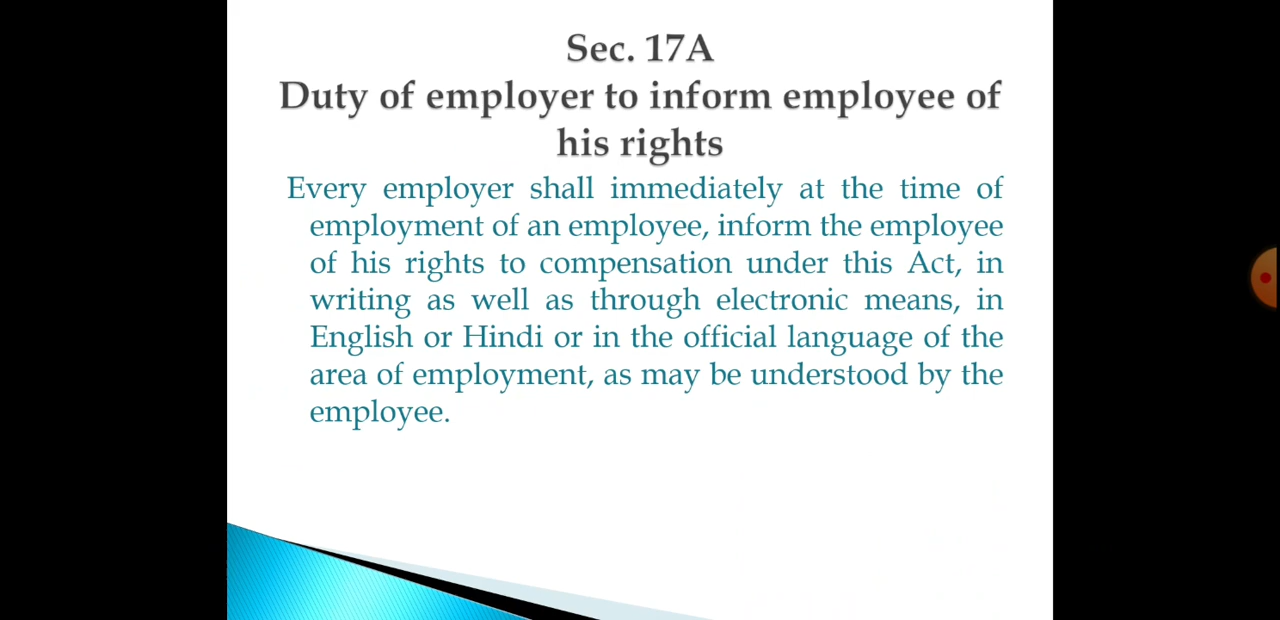 Sec. 17A
Duty of employer to inform employee of
his rights
Every employer shall immediately at the time of
employment of an employee, inform the employee
of his rights to compensation under this Act, in
writing as well as through electronic means, in
English or Hindi or in the official language of the
area of employment, as may be understood by the
employee.